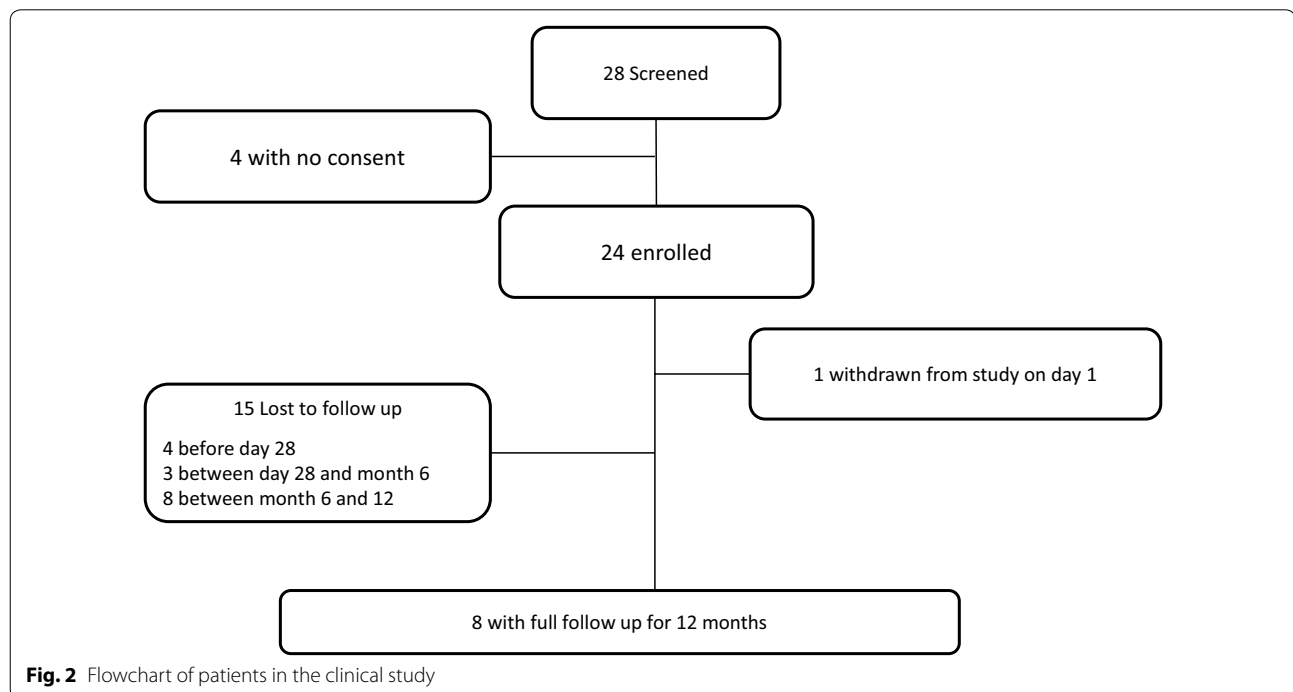 28 Screened
4 with no consent
24 enrolled
1 withdrawn from study on day 1
15 Lost to follow up
4 before day 28
3 between day 28 and month 6
8 between month 6 and 12
8 with full follow up for 12 months
Fig. 2 Flowchart of patients in the clinical study